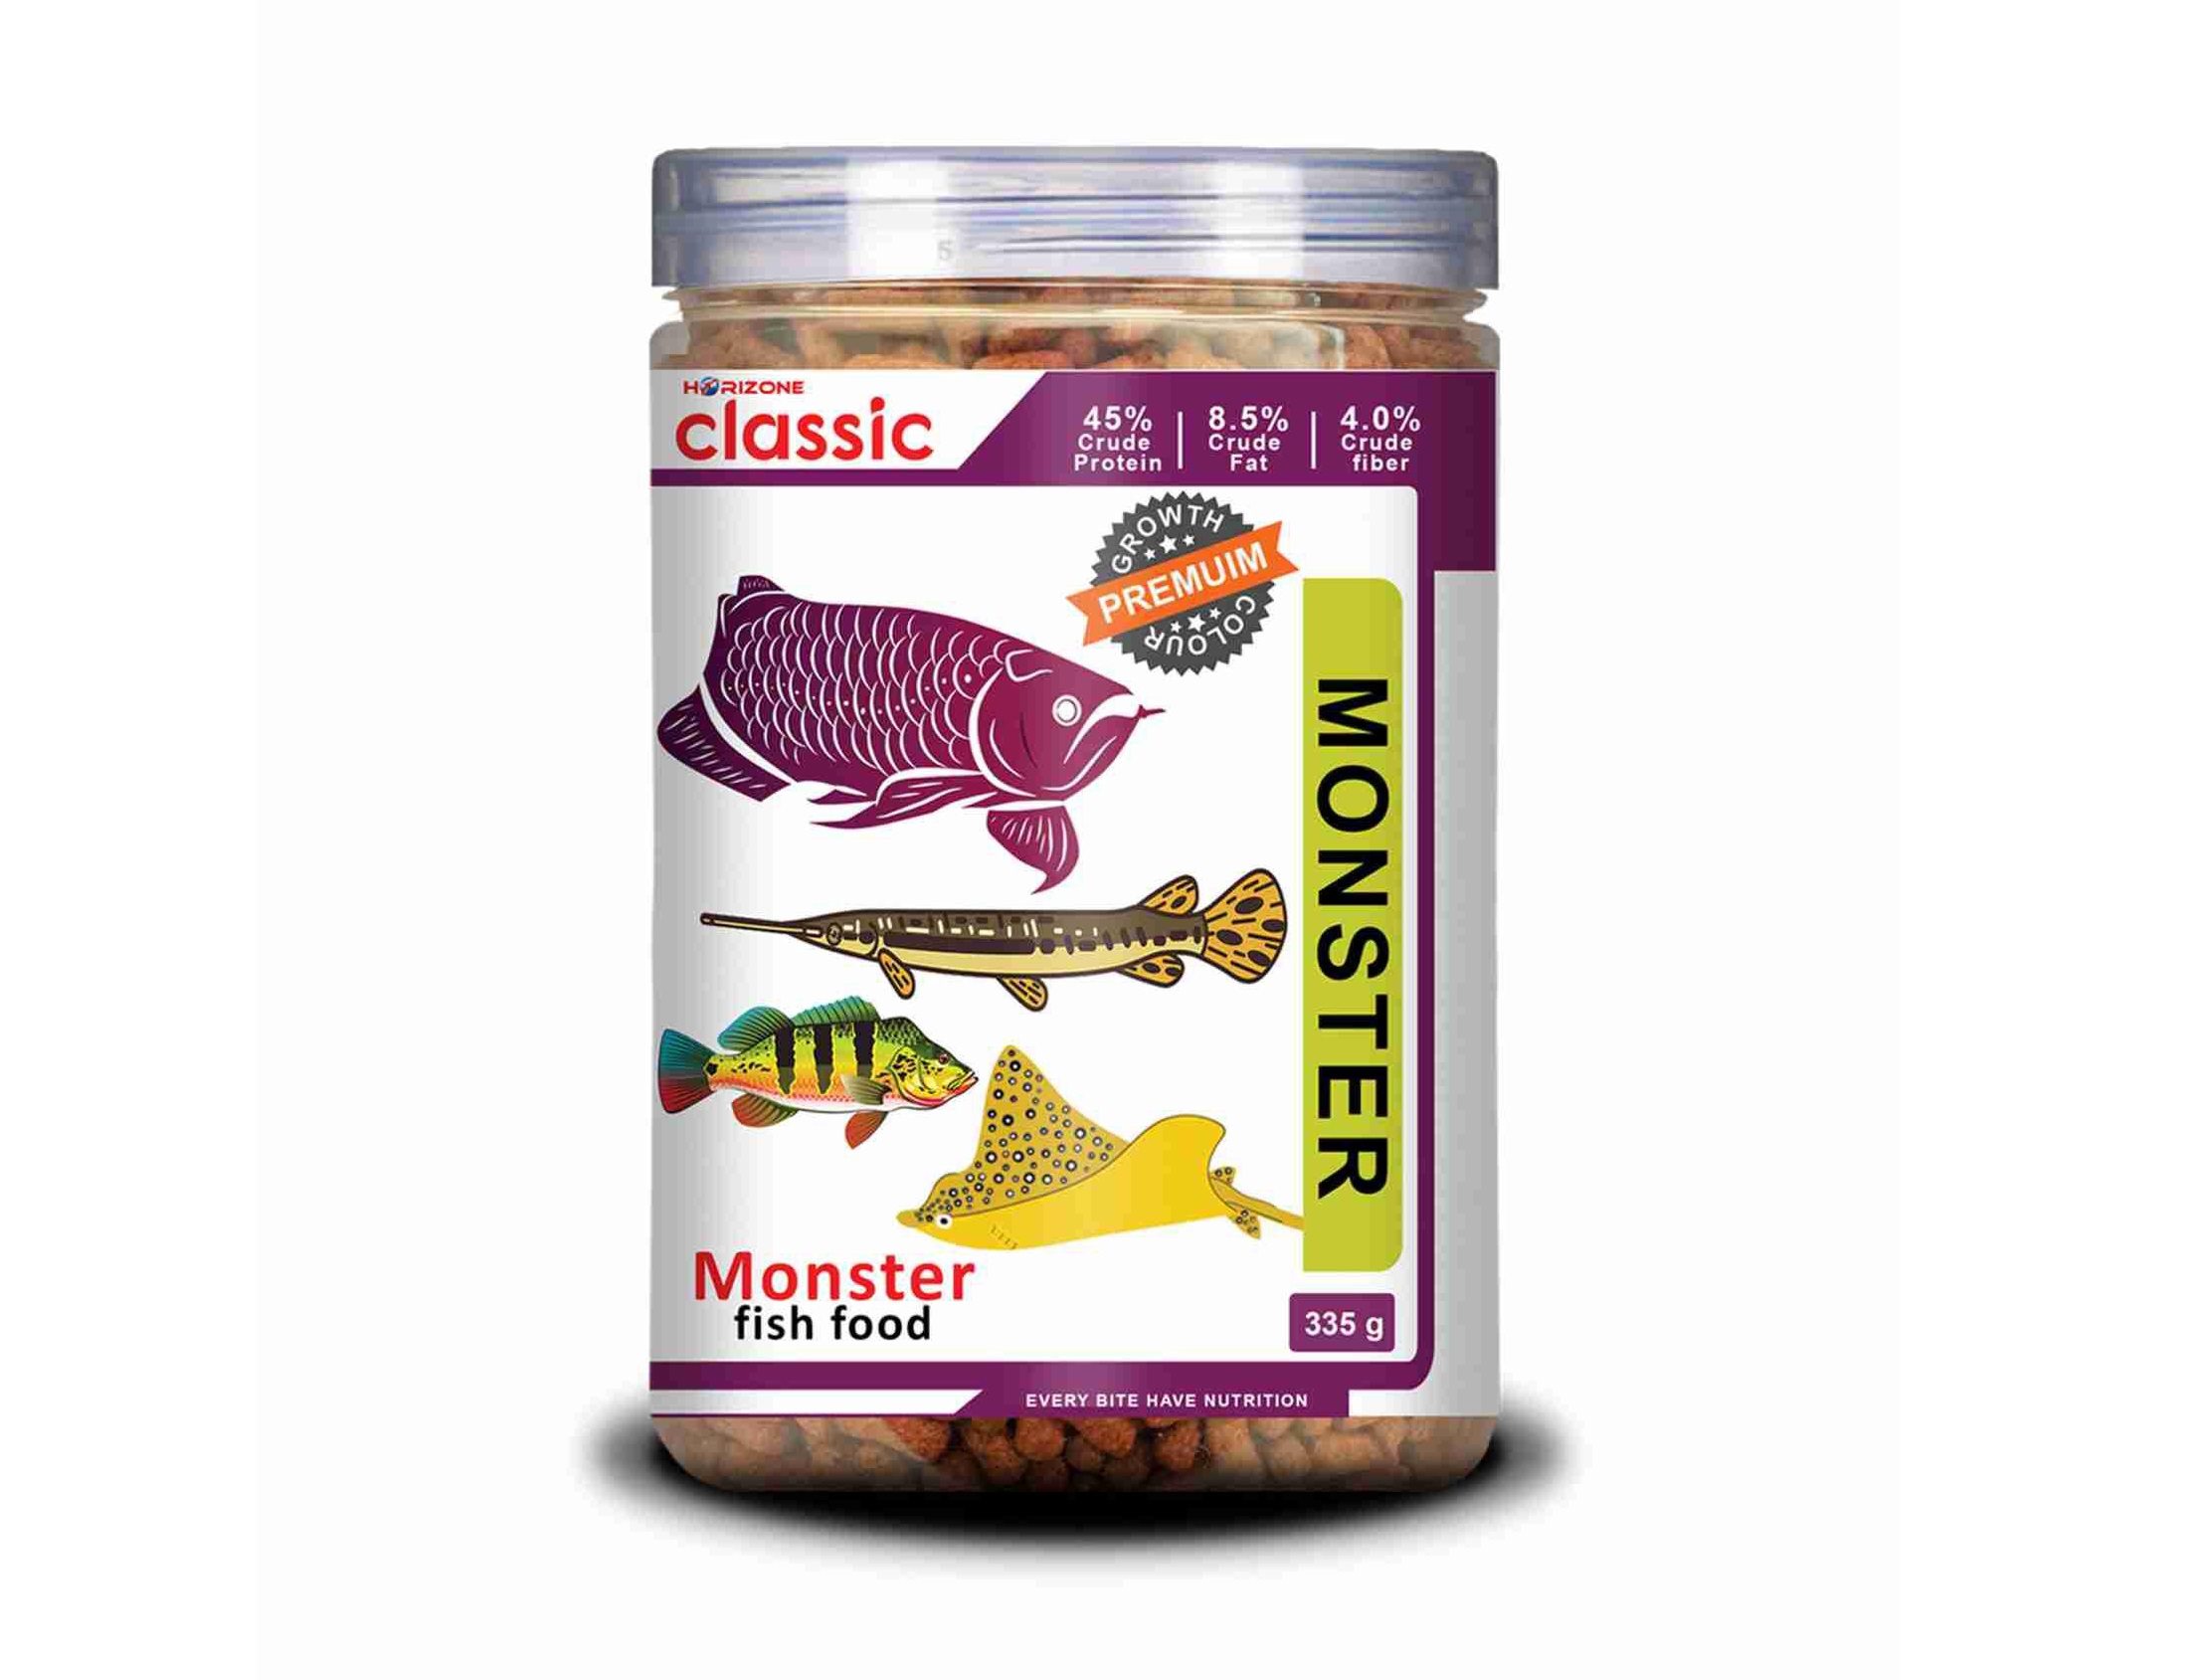 HORIZONE
classic
45%
Crude
Protein
8.5%
Crude
Fat
4.0%
Crude
fiber
GROWTH
PREMUIM
COLOUR
MONSTER
Monster
fish food
335 g
EVERY BITE HAVE NUTRITION